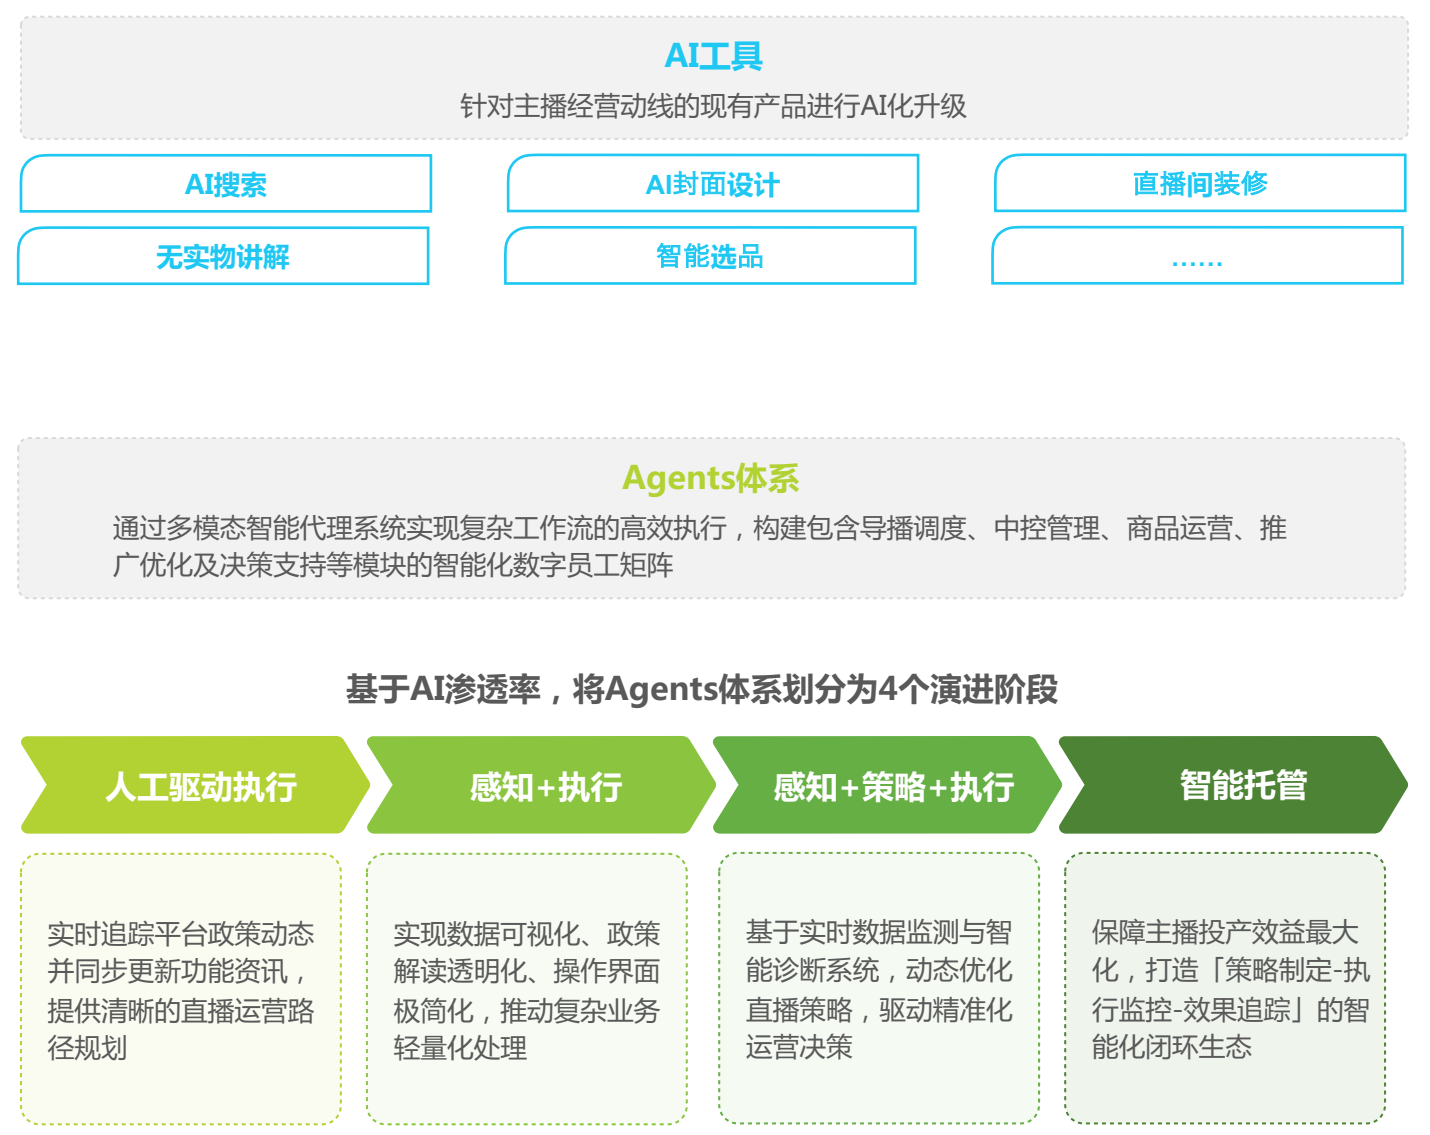 AI工具
针对主播经营动线的现有产品进行AI化升级
AI搜索
AI封面设计
直播间装修
无实物讲解
智能选品
……
Agents体系
通过多模态智能代理系统实现复杂工作流的高效执行，构建包含导播调度、中控管理、商品运营、推
广优化及决策支持等模块的智能化数字员工矩阵
基于AI渗透率，将Agents体系划分为4个演进阶段
人工驱动执行
感知+执行
感知+策略+执行
智能托管
实时追踪平台政策动态
并同步更新功能资讯，
提供清晰的直播运营路
径规划
实现数据可视化、政策
解读透明化、操作界面
极简化，推动复杂业务
轻量化处理
基于实时数据监测与智
能诊断系统，动态优化
直播策略，驱动精准化
运营决策
保障主播投产效益最大
化，打造「策略制定-执
行监控-效果追踪」的智
能化闭环生态